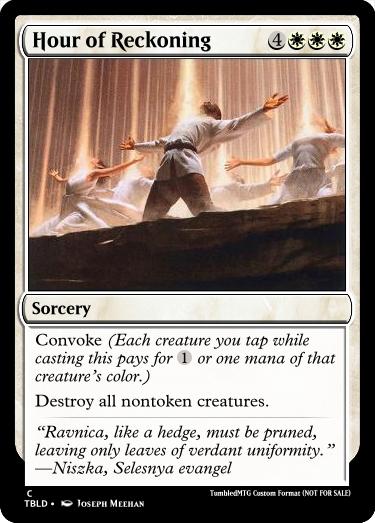 Hour of Reckoning 4
Sorcery
Convoke (Each creature you tap while
casting this pays for 1 or one mana of that
creature's color.)
Destroy all nontoken creatures.
"Ravnica, like a hedge, must be pruned,
leaving only leaves of verdant uniformity."
—Niszka, Selesnya evangel
C
TBLD • Joseph Meehan
TumbledMTG Custom Format (NOT FOR SALE)